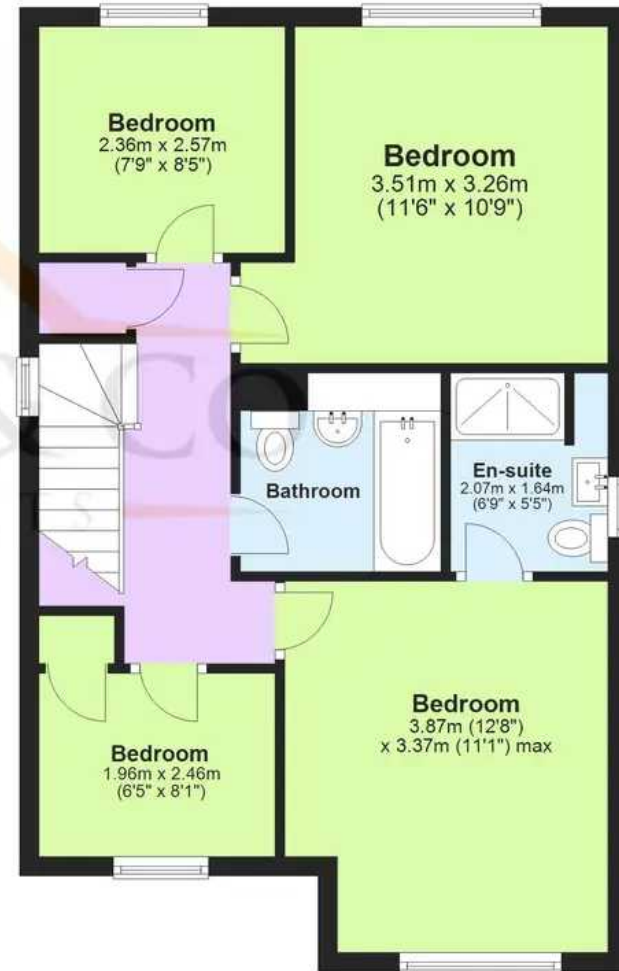 Bedroom
2.36m x 2.57m
(7'9" x 8'5")
Bedroom
3.51m x 3.26m
(11'6" x 10'9")
& CO
T S
Bathroom
En-suite
2.07m x 1.64m
(6'9" x 5'5")
Bedroom
3.87m (12'8")
x 3.37m (11'1") max
Bedroom
1.96m x 2.46m
(6'5" x 8'1")